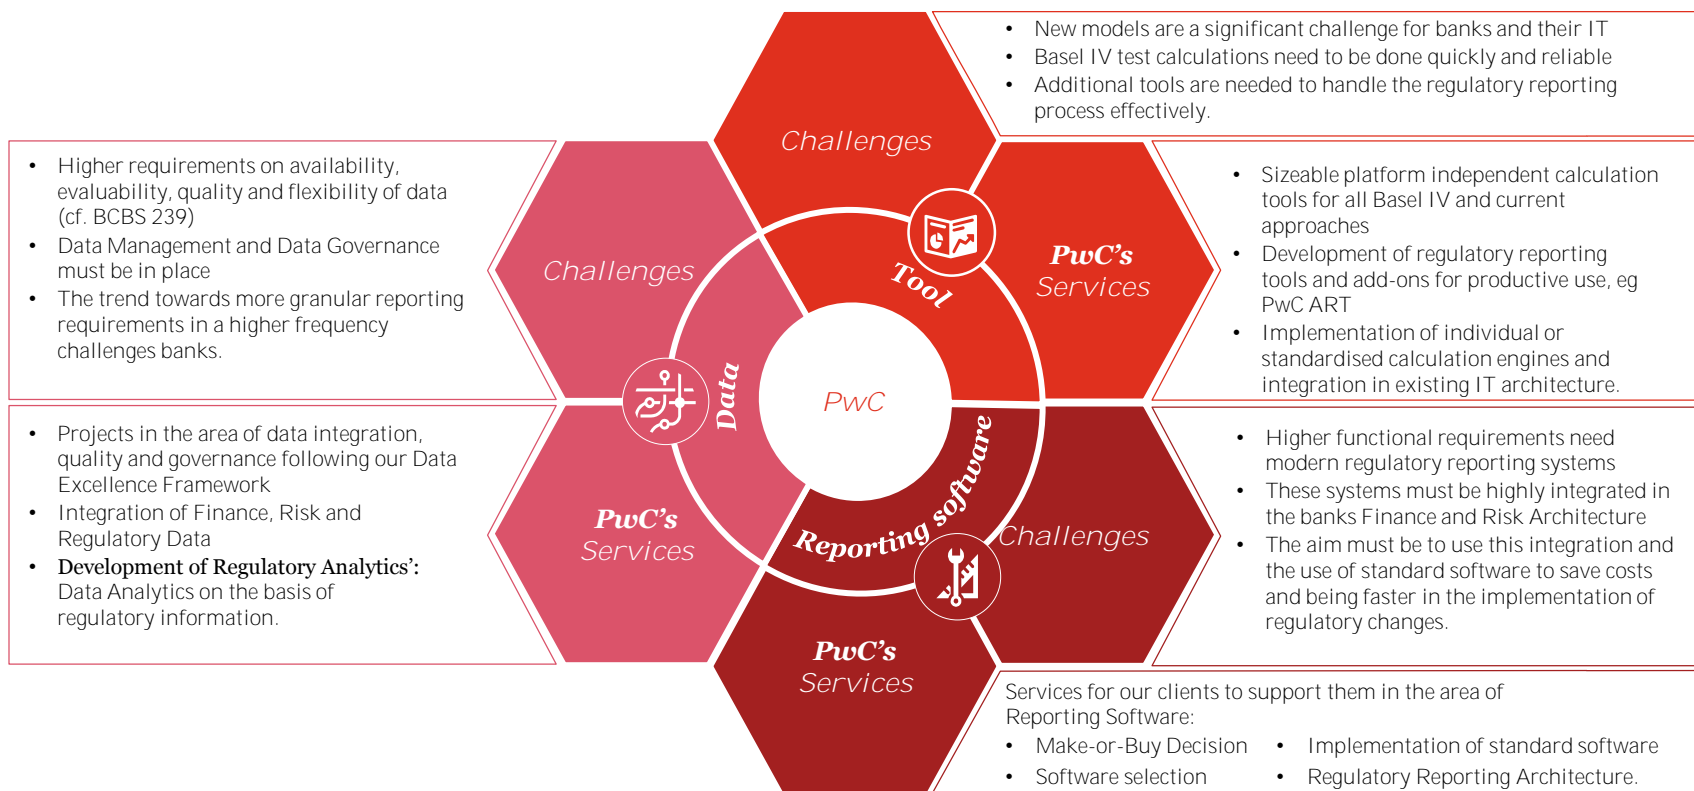 • New models are a significant challenge for banks and their IT
• Basel IV test calculations need to be done quickly and reliable
• Additional tools are needed to handle the regulatory reporting
process effectively.
Challenges
• Higher requirements on availability,
evaluability, quality and flexibility of data
(cf. BCBS 239)
• Data Management and Data Governance
must be in place
• The trend towards more granular reporting
requirements in a higher frequency
challenges banks.
Challenges
PwC's
Services
• Sizeable platform independent calculation
tools for all Basel IV and current
approaches
• Development of regulatory reporting
tools and add-ons for productive use, eg
PwC ART
• Implementation of individual or
standardised calculation engines and
integration in existing IT architecture.
Tool
Data
PwC
Reporting software
• Projects in the area of data integration,
quality and governance following our Data
Excellence Framework
• Integration of Finance, Risk and
Regulatory Data
• Development of Regulatory Analytics’:
Data Analytics on the basis of
regulatory information.
PwC's
Services
Challenges
• Higher functional requirements need
modern regulatory reporting systems
• These systems must be highly integrated in
the banks Finance and Risk Architecture
• The aim must be to use this integration and
the use of standard software to save costs
and being faster in the implementation of
regulatory changes.
PwC's
Services
Services for our clients to support them in the area of
Reporting Software:
• Make-or-Buy Decision • Implementation of standard software
• Software selection • Regulatory Reporting Architecture.